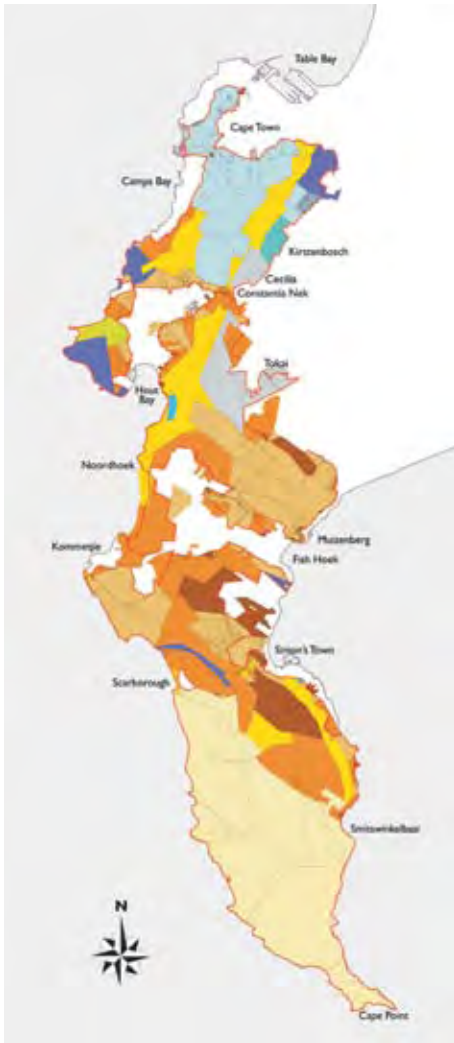 Table Bay
Cape Town
Camps Bay
Kirstenbosch
Cecilia
Constantia Nek
Tokai
Hout
Bay
Noordhoek
Muizenberg
Kommetjie
Fish Hoek
Simon's Town
Scarborough
Smitswinkelbaai
N
Cape Point